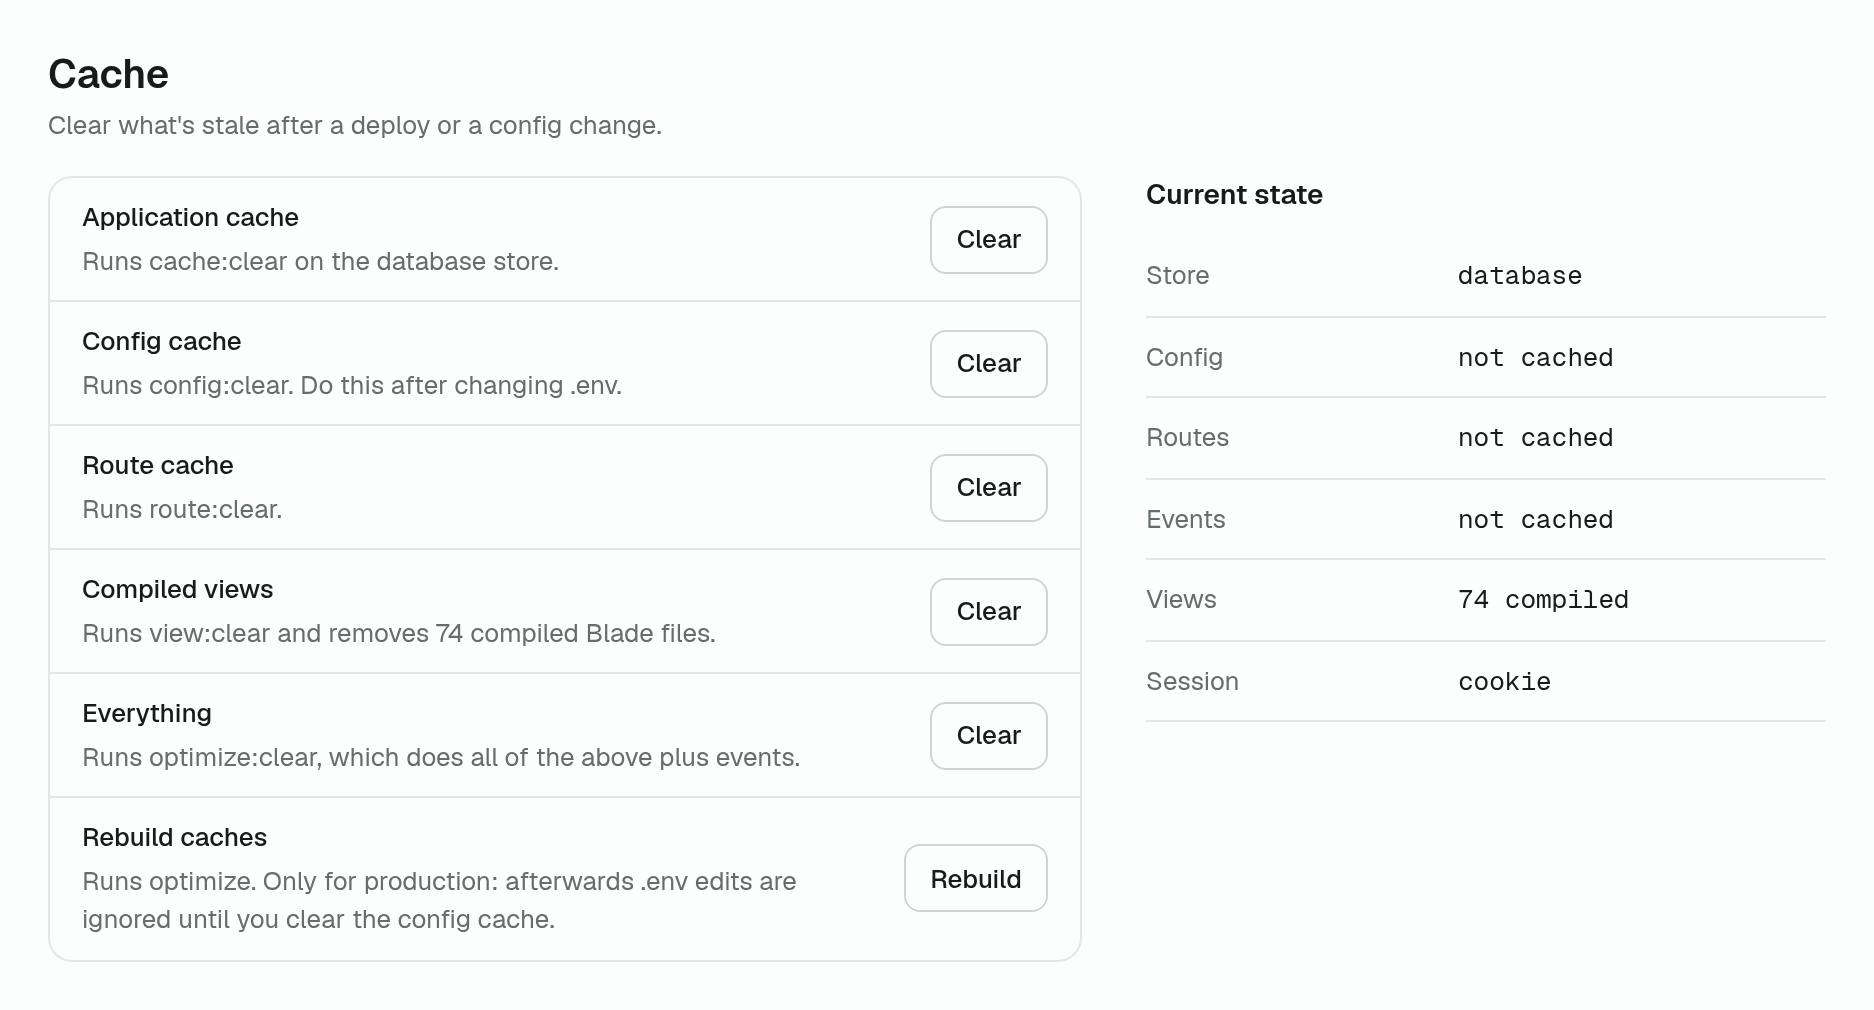 Cache
Clear what's stale after a deploy or a config change.
Application cache
Runs cache:clear on the database store.
Clear
Config cache
Runs config:clear. Do this after changing .env.
Clear
Route cache
Runs route:clear.
Clear
Compiled views
Runs view:clear and removes 74 compiled Blade files.
Clear
Everything
Runs optimize:clear, which does all of the above plus events.
Clear
Rebuild caches
Runs optimize. Only for production: afterwards .env edits are
ignored until you clear the config cache.
Rebuild
Current state
Store database
Config not cached
Routes not cached
Events not cached
Views 74 compiled
Session cookie